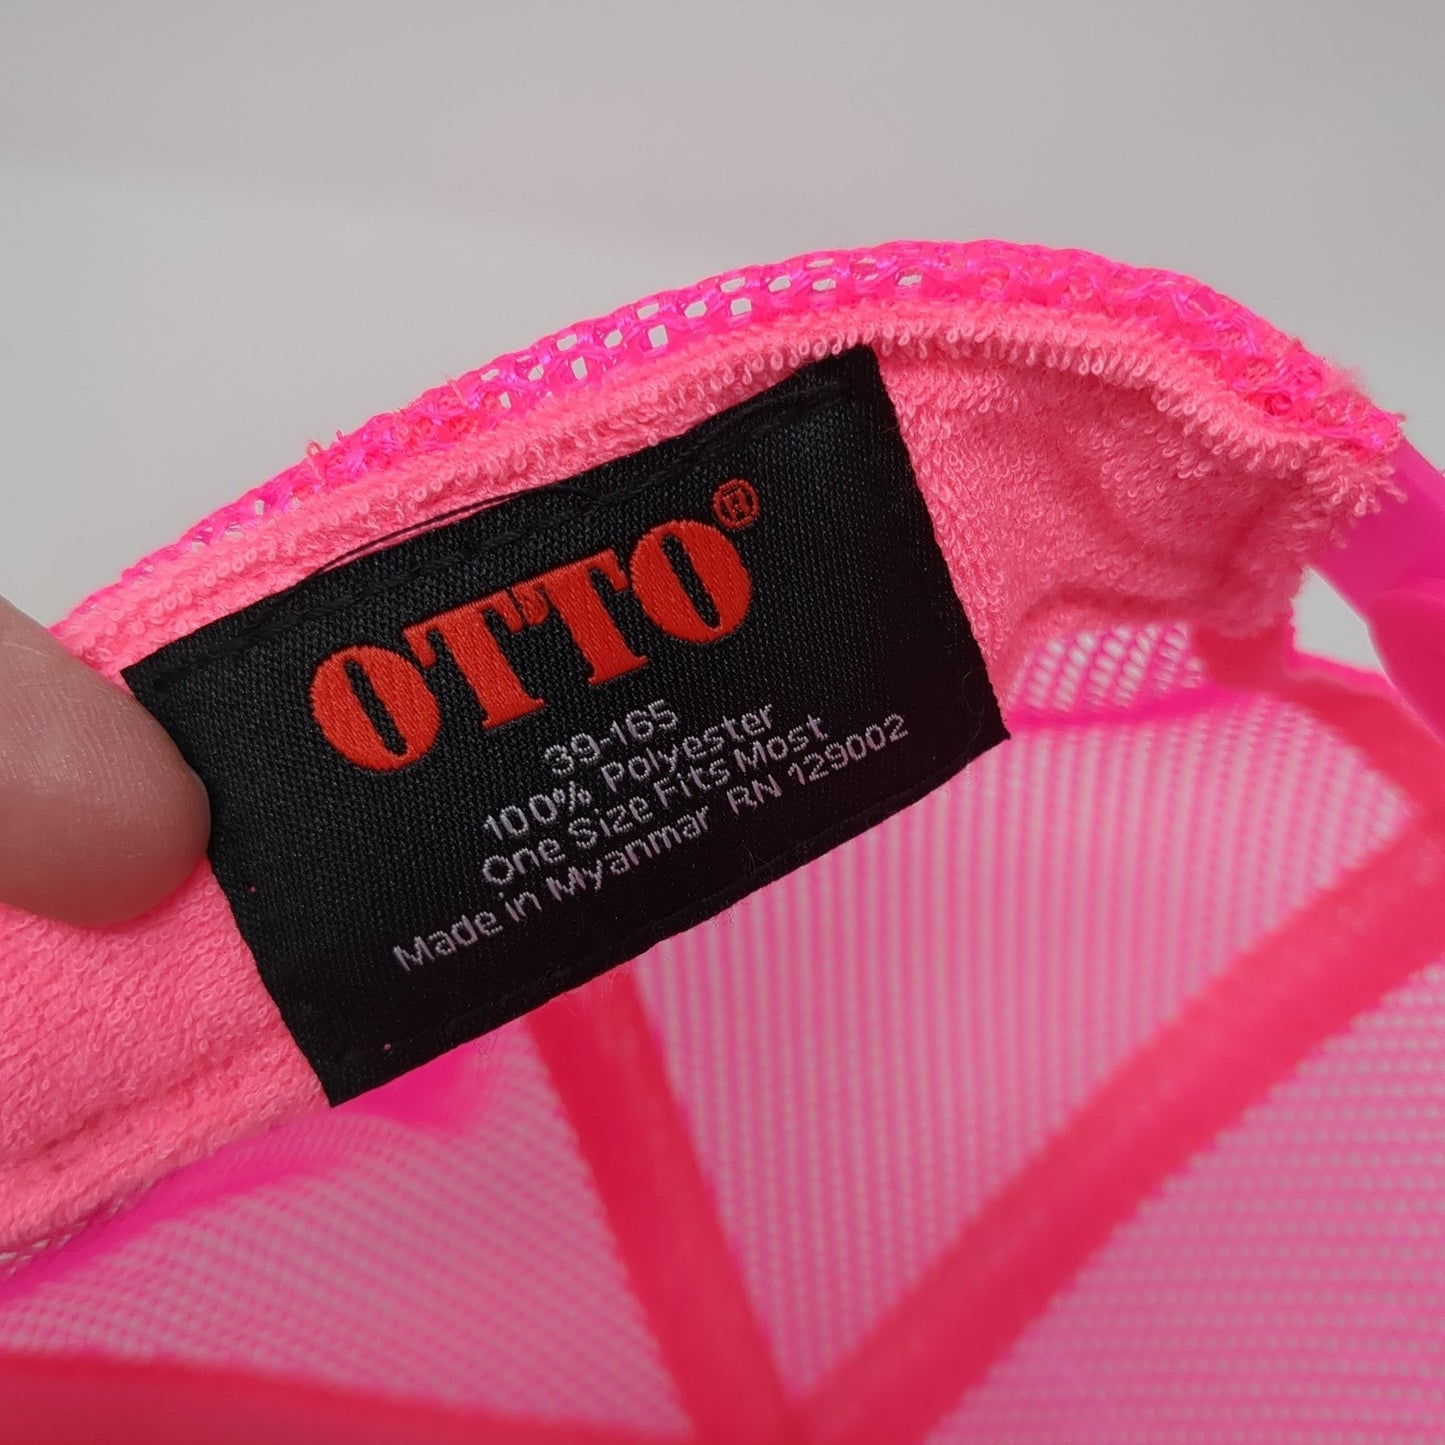 OTTO®
39-165
100% Polyester
One Size Fits Most
Made in Myanmar RN 129002